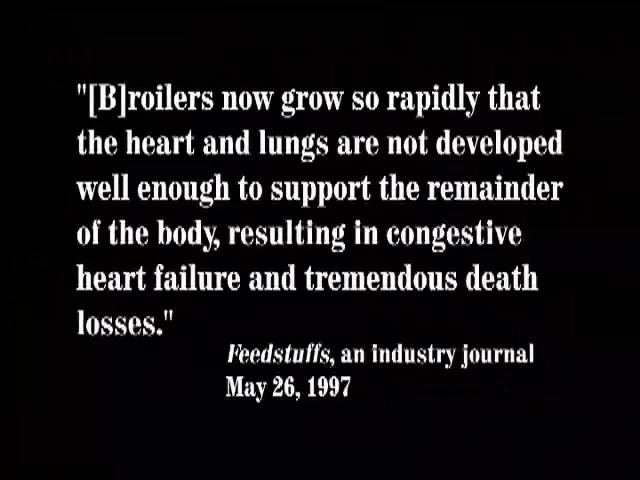 "[B]roilers now grow so rapidly that
the heart and lungs are not developed
well enough to support the remainder
of the body, resulting in congestive
heart failure and tremendous death
losses."
Feedstuffs, an industry journal
May 26, 1997